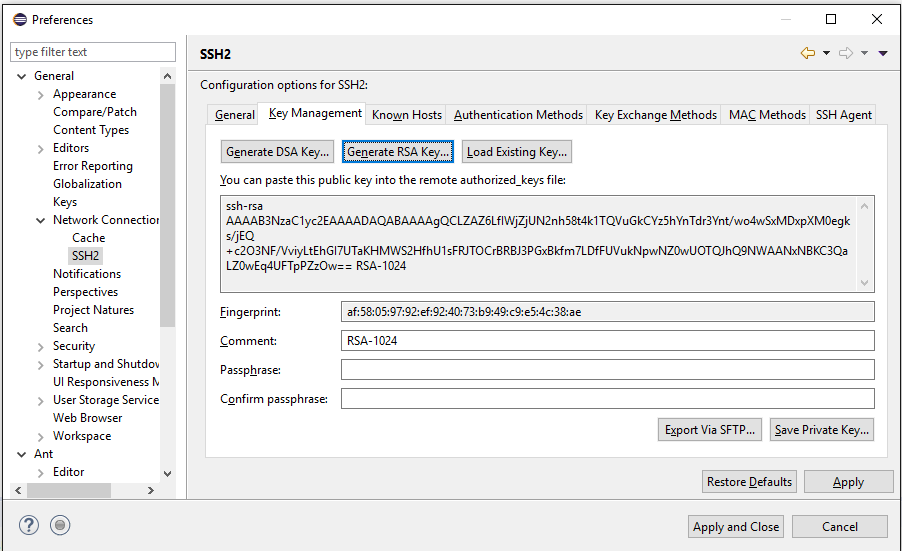 Preferences
type filter text
General
Appearance
Compare/Patch
Content Types
Editors
Error Reporting
Globalization
Keys
Network Connection
Cache
SSH2
Notifications
Perspectives
Project Natures
Search
Security
Startup and Shutdow
UI Responsiveness M
User Storage Service
Web Browser
Workspace
Ant
Editor
SSH2
Configuration options for SSH2:
General Key Management Known Hosts Authentication Methods Key Exchange Methods MAC Methods SSH Agent
Generate DSA Key... Generate RSA Key... Load Existing Key...
You can paste this public key into the remote authorized_keys file:
ssh-rsa
AAAAB3NzaC1yc2EAAAADAQABAAAAgQCLZAZ6LfIWjZjUN2nh58t4k1TQVuGkCYz5hYnTdr3Ynt/wo4wSxMDxpXM0egk
s/jEQ
+c2O3NF/VviyLtEhGl7UTaKHMWS2HfhU1sFRJTOCrBRBJ3PGxBkfm7LDfFUVukNpwNZ0wUOTQJhQ9NWAANxNBKC3Qa
LZ0wEq4UFTpPZzOw== RSA-1024
Fingerprint: af:58:05:97:92:ef:92:40:73:b9:49:c9:e5:4c:38:ae
Comment: RSA-1024
Passphrase:
Confirm passphrase:
Export Via SFTP... Save Private Key...
Restore Defaults Apply
Apply and Close Cancel